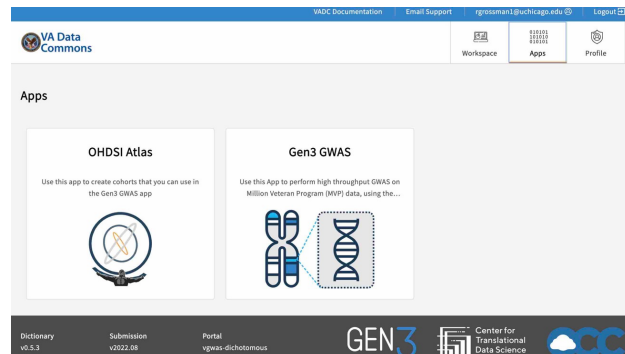 VADC Documentation Email Support rgrossman1@uchicago.edu Logout
VA Data
Commons
010101
101010
010101
Workspace Apps Profile
Apps
OHDSI Atlas Gen3 GWAS
Use this app to create cohorts that you can use in
the Gen3 GWAS app
Use this App to perform high throughput GWAS on
Million Veteran Program (MVP) data, using the...
Dictionary Submission Portal
v0.5.3 v2022.08 vgwas-dichotomous
GEN3
Center for
Translational
Data Science
OCC